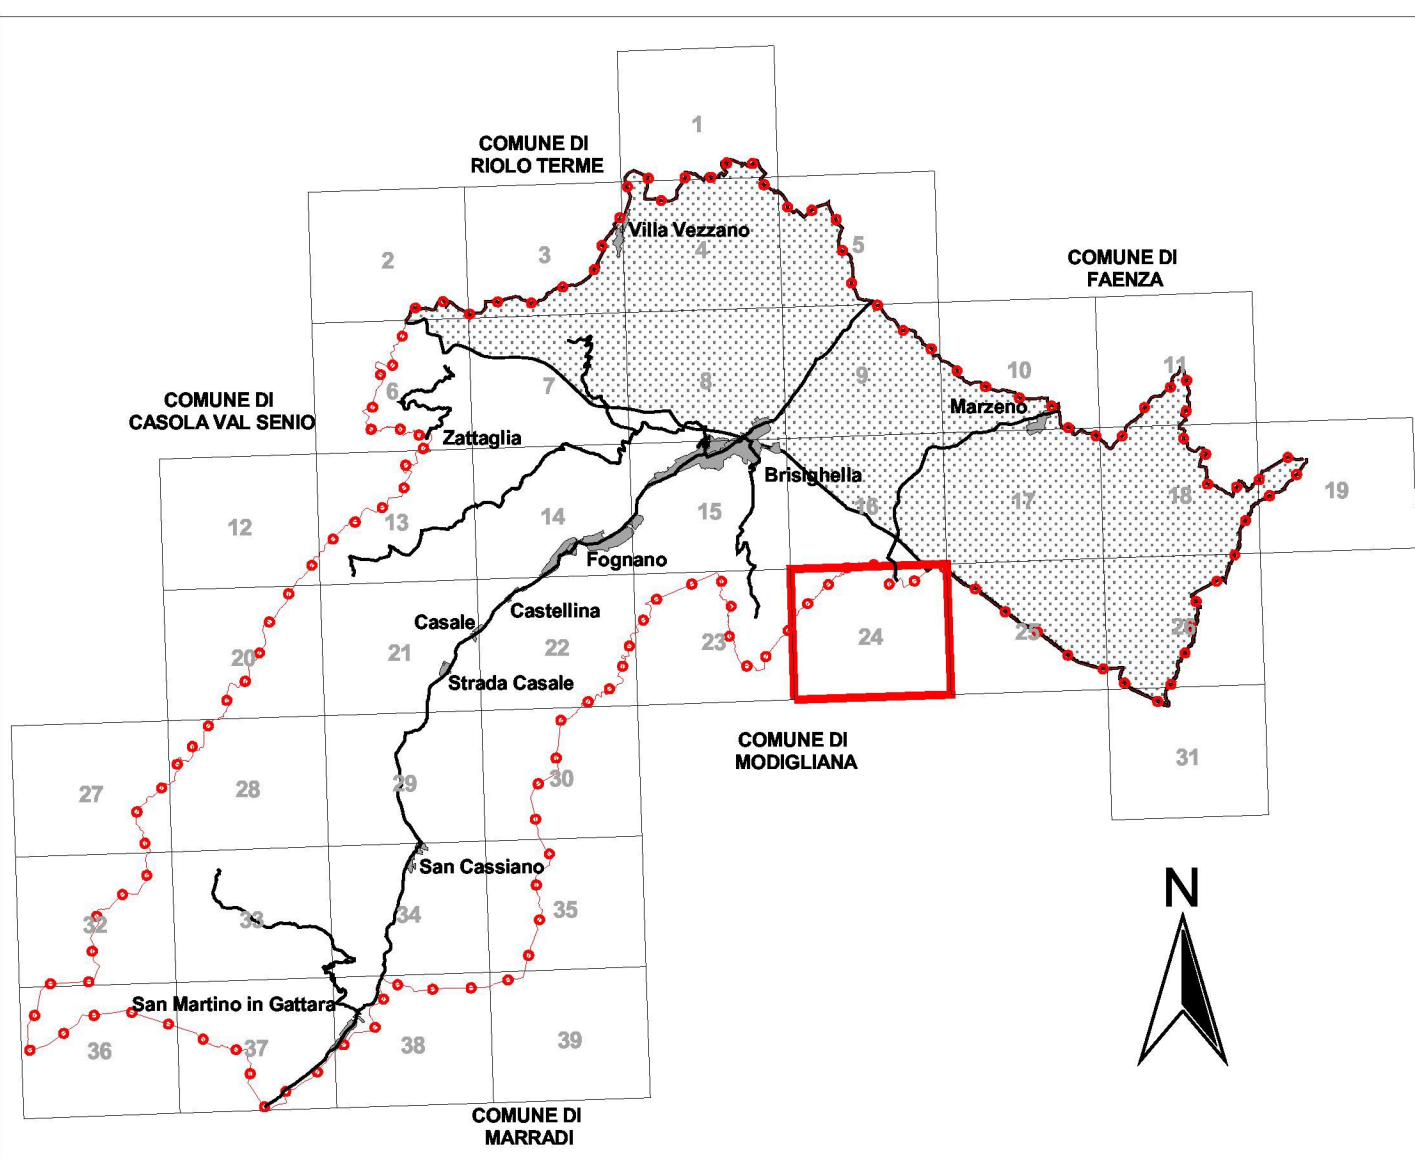 1
COMUNE DI
RIOLO TERME
Villa Vezzano
2
3
4
5
COMUNE DI
FAENZA
6
7
8
9
10
11
COMUNE DI
CASOLA VAL SENIO
Marzeno
Zattaglia
Brisighella
12
13
14
15
16
17
18
19
Fognano
Castellina
Casale
20
21
22
23
24
25
26
Strada Casale
COMUNE DI
MODIGLIANA
27
28
29
30
31
San Cassiano
N
32
33
34
35
San Martino in Gattara
36
37
38
39
COMUNE DI
MARRADI